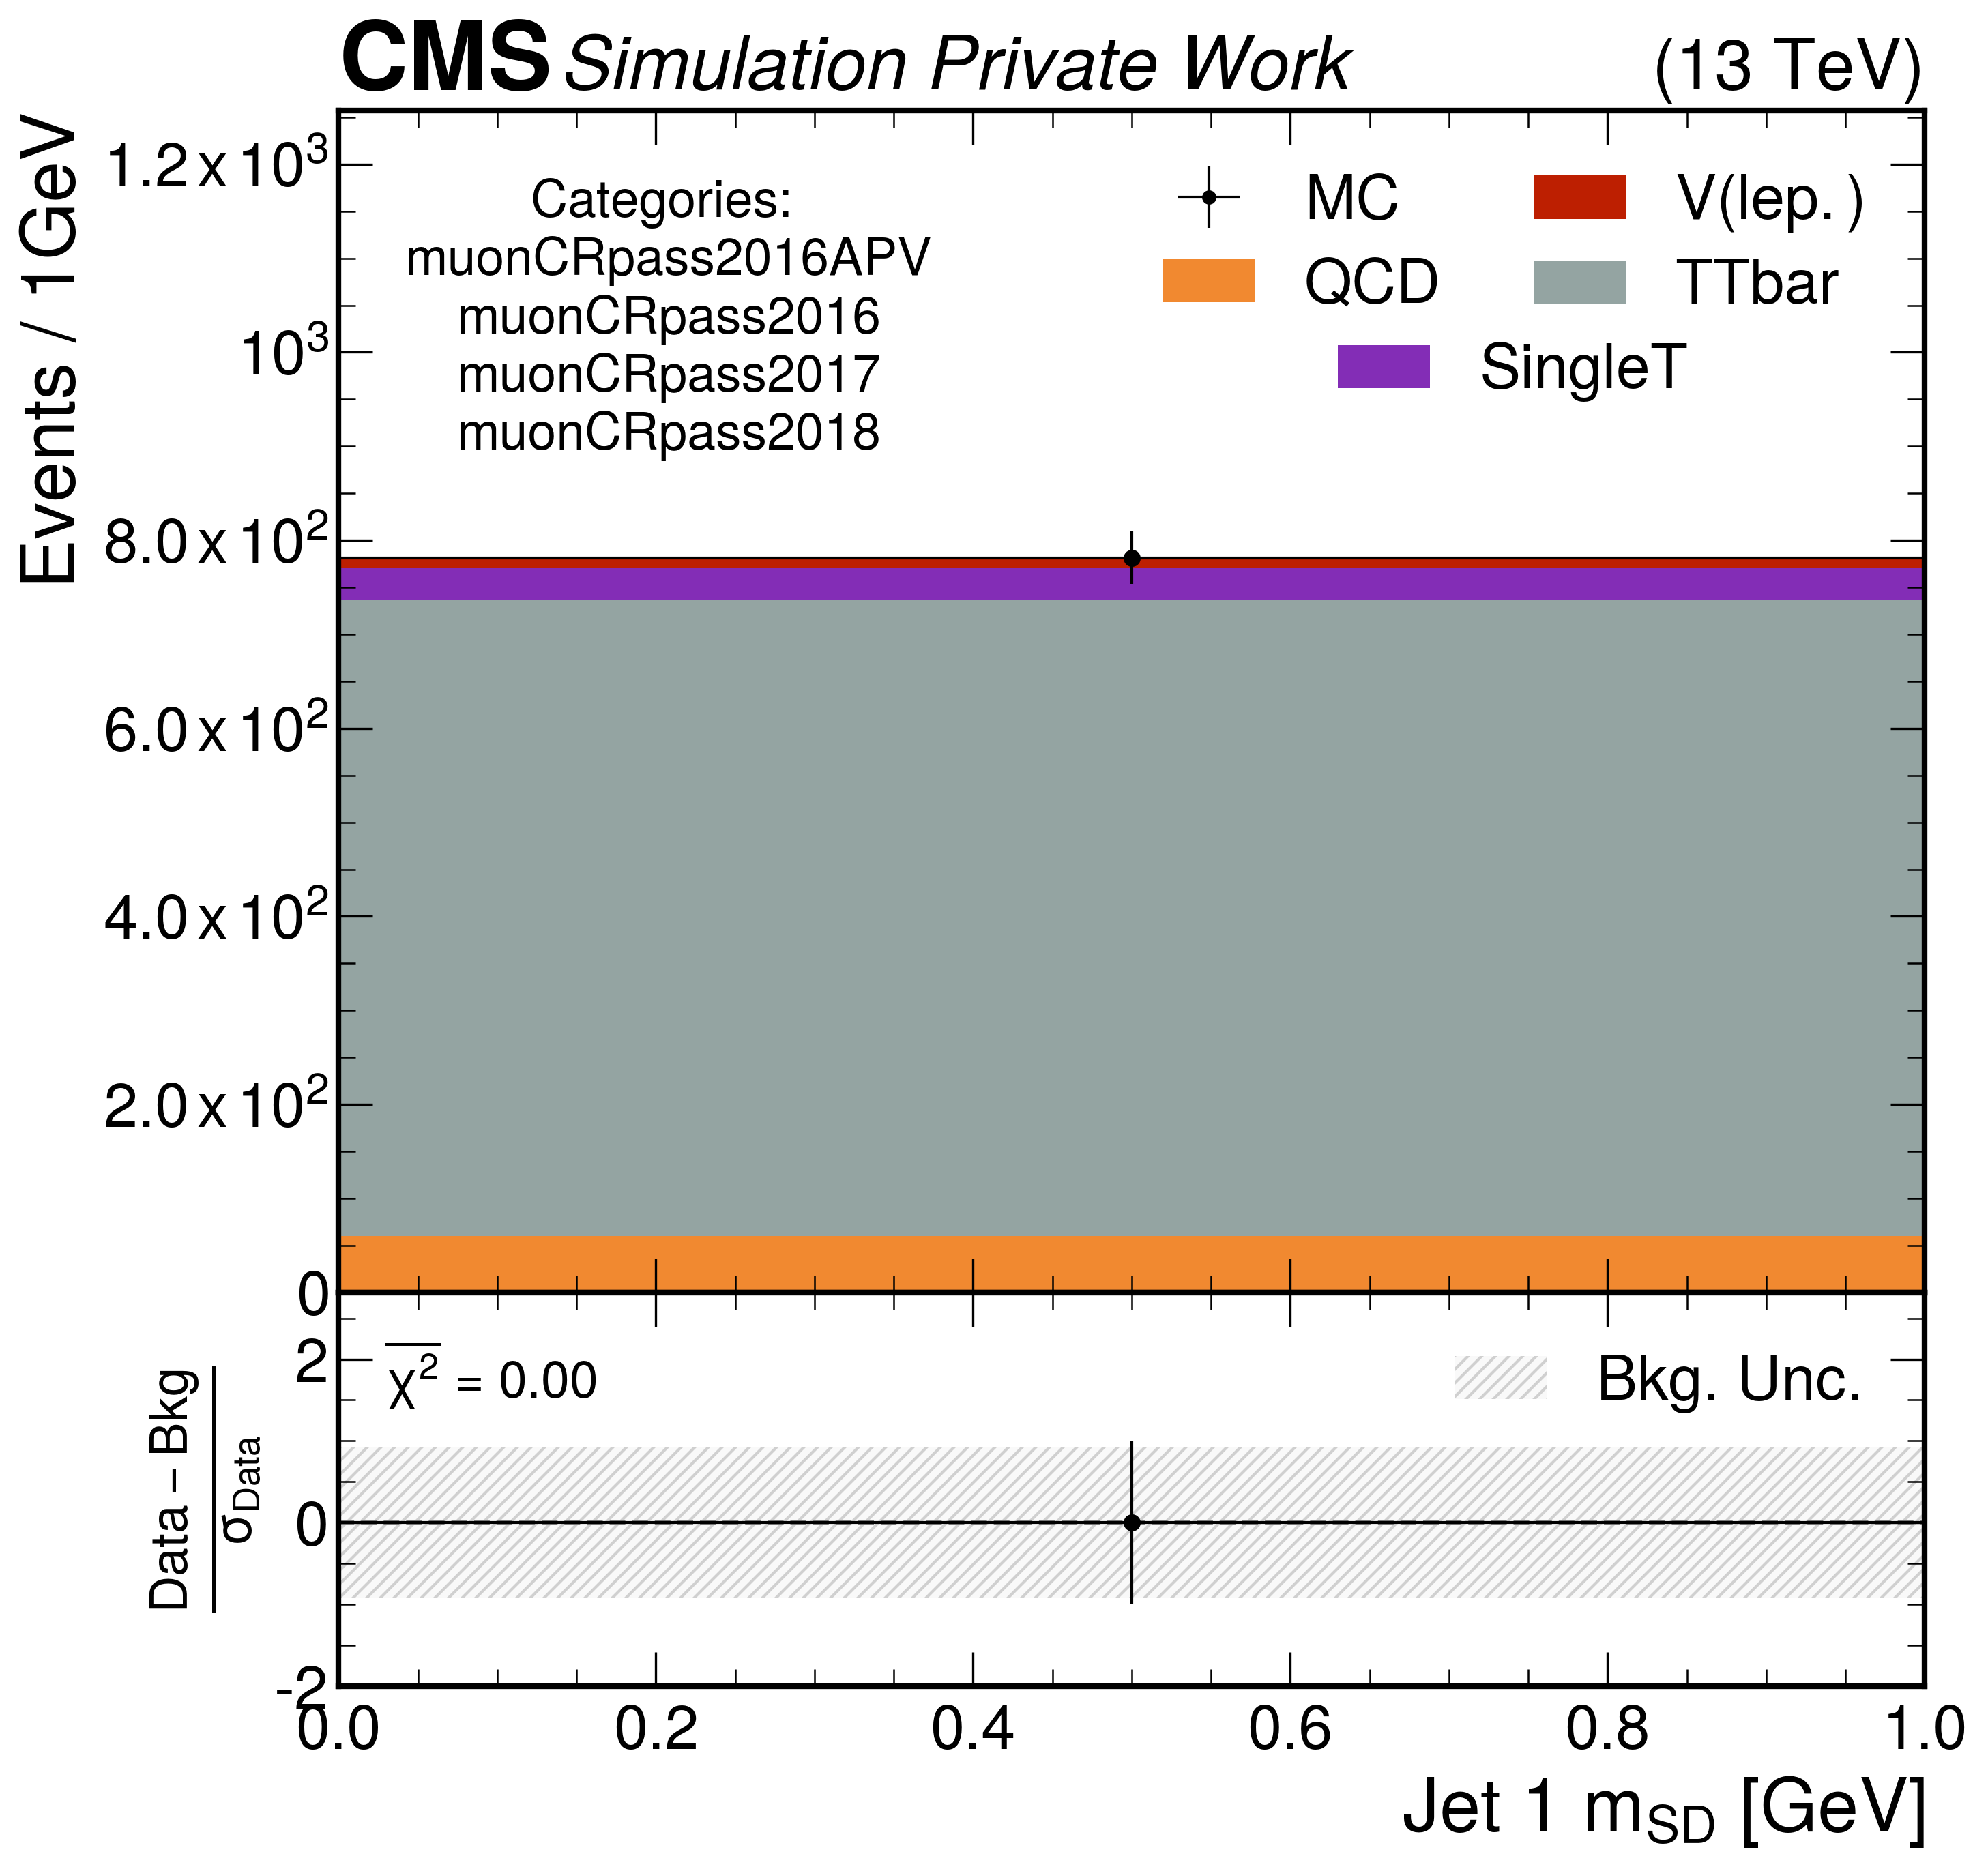 CMS Simulation Private Work (13 TeV)
Events / 1GeV
1.2 x 10³
10³
8.0 x 10²
6.0 x 10²
4.0 x 10²
2.0 x 10²
0
Categories:
muonCRpass2016APV
muonCRpass2016
muonCRpass2017
muonCRpass2018
MC V(lep.)
QCD TTbar
SingleT
Data − Bkg
σ_Data
2
0
-2
χ² = 0.00
Bkg. Unc.
0.0 0.2 0.4 0.6 0.8 1.0
Jet 1 m_SD [GeV]